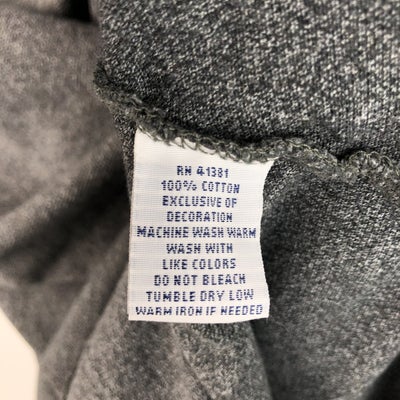 RN 41381
100% COTTON
EXCLUSIVE OF
DECORATION
MACHINE WASH WARM
WASH WITH
LIKE COLORS
DO NOT BLEACH
TUMBLE DRY LOW
WARM IRON IF NEEDED